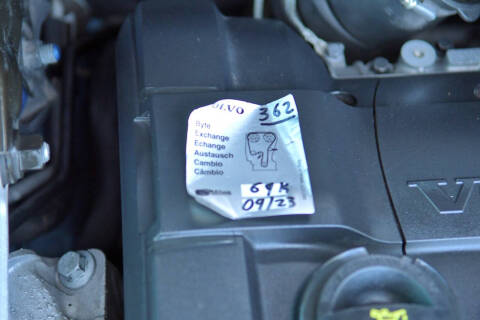 VOLVO 362
Byte
Exchange
Echange
Austausch
Cambio
Câmbio
69K
09/23